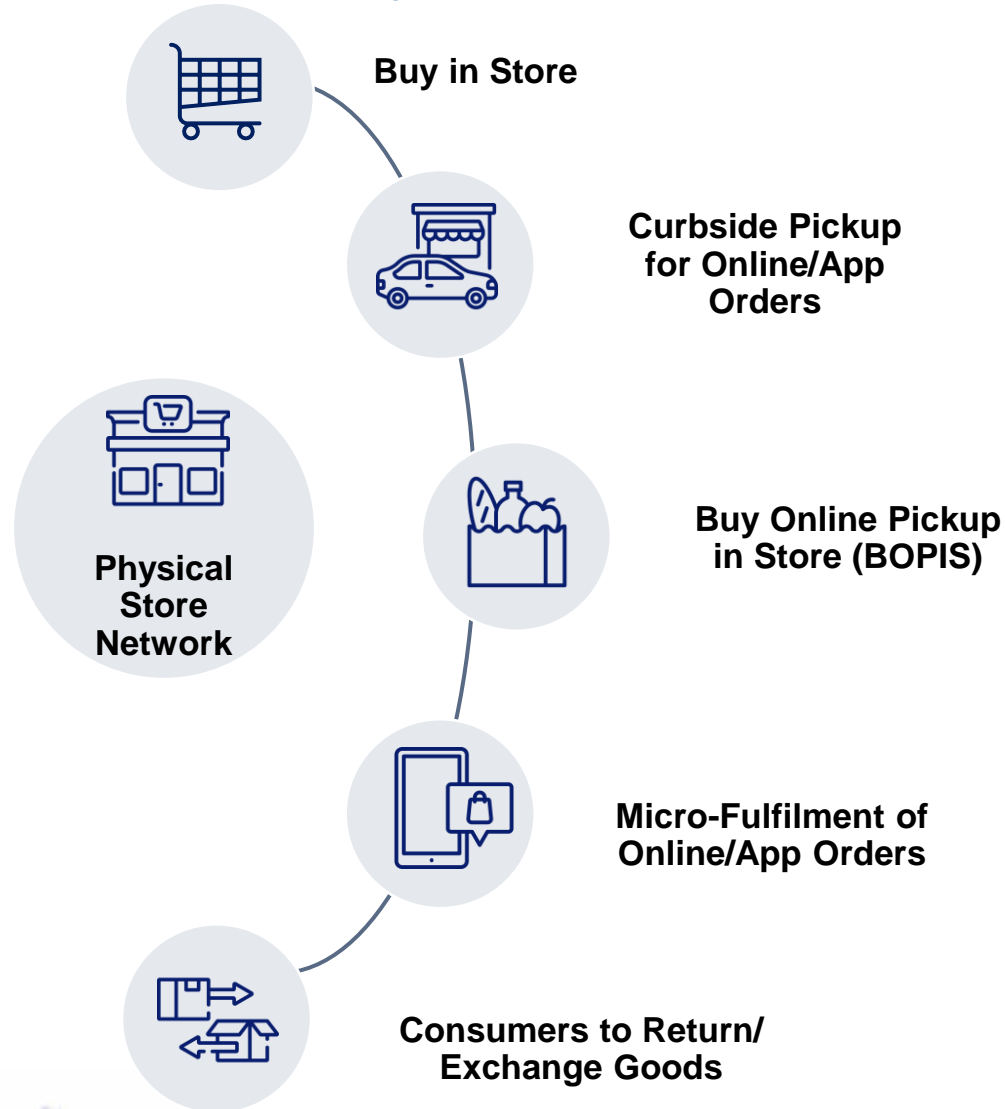 Buy in Store
Curbside Pickup
for Online/App
Orders
Physical
Store
Network
Buy Online Pickup
in Store (BOPIS)
Micro-Fulfilment of
Online/App Orders
Consumers to Return/
Exchange Goods